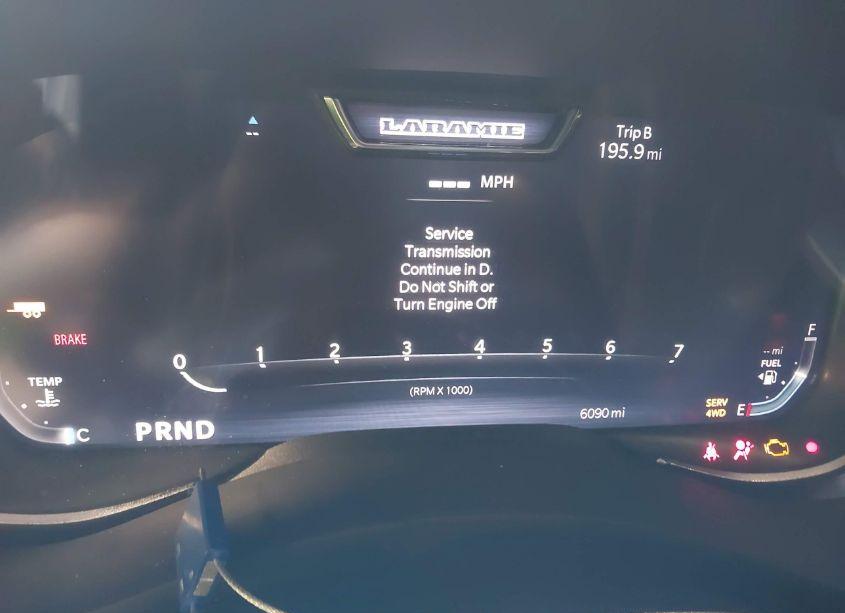 LARAMIE
Trip B
195.9 mi
--- MPH
Service
Transmission
Continue in D.
Do Not Shift or
Turn Engine Off
BRAKE
0 1 2 3 4 5 6 7
F
-- mi
FUEL
TEMP
(RPM X 1000)
SERV
4WD
E
C
PRND
6090 mi